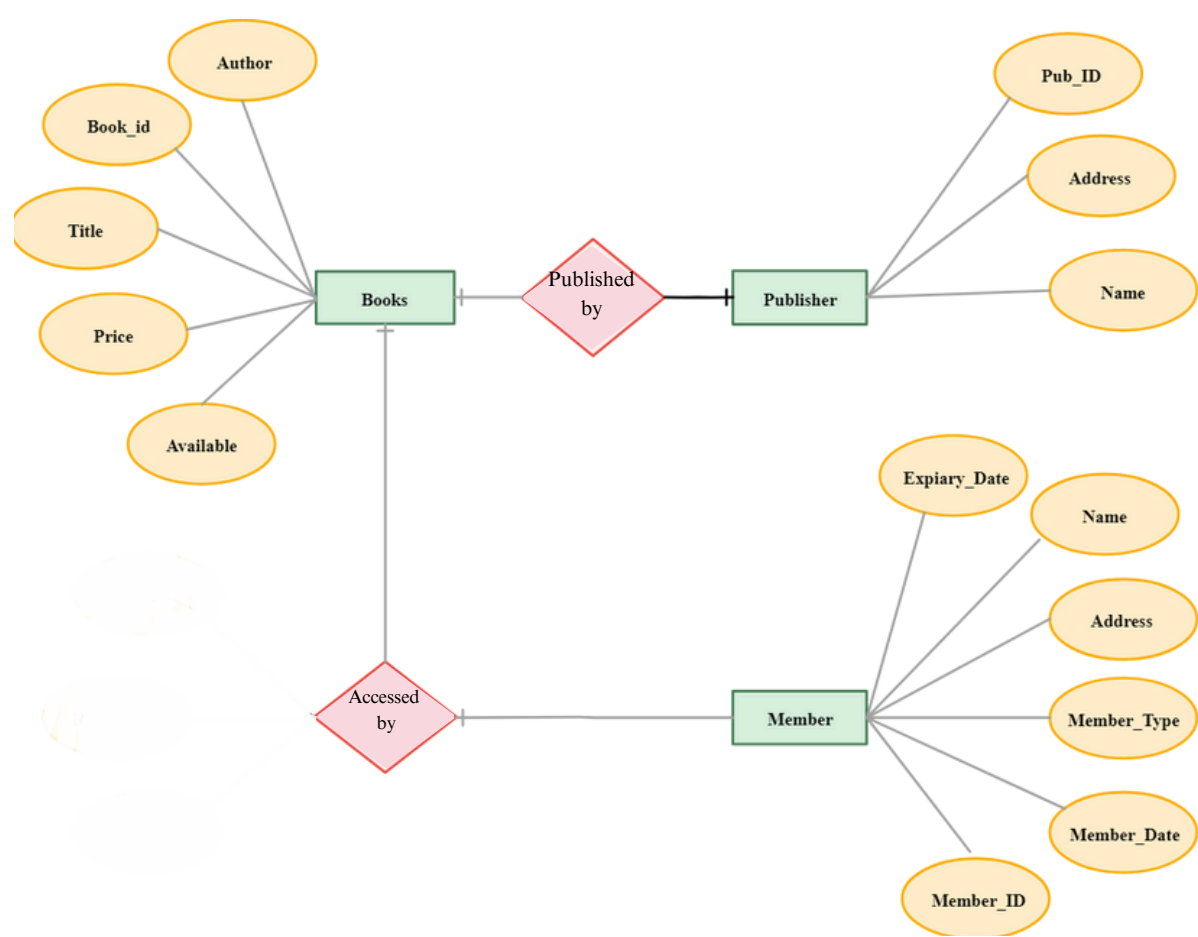 Author
Pub_ID
Book_id
Address
Title
Published
by
Books
Publisher
Name
Price
Available
Expiary_Date
Name
Address
Accessed
by
Member
Member_Type
Member_Date
Member_ID